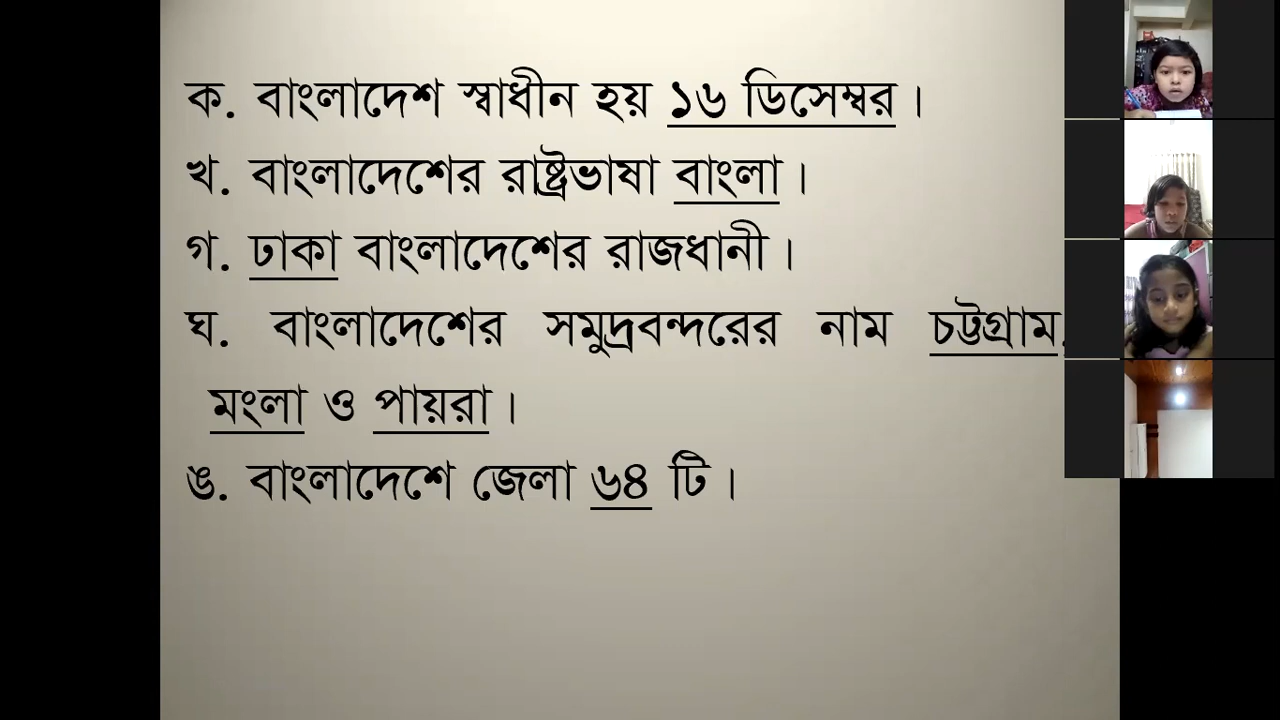 ক. বাংলাদেশ স্বাধীন হয় ১৬ ডিসেম্বর।
খ. বাংলাদেশের রাষ্ট্রভাষা বাংলা।
গ. ঢাকা বাংলাদেশের রাজধানী।
ঘ. বাংলাদেশের সমুদ্রবন্দরের নাম চট্টগ্রাম,
মংলা ও পায়রা।
ঙ. বাংলাদেশে জেলা ৬৪ টি।